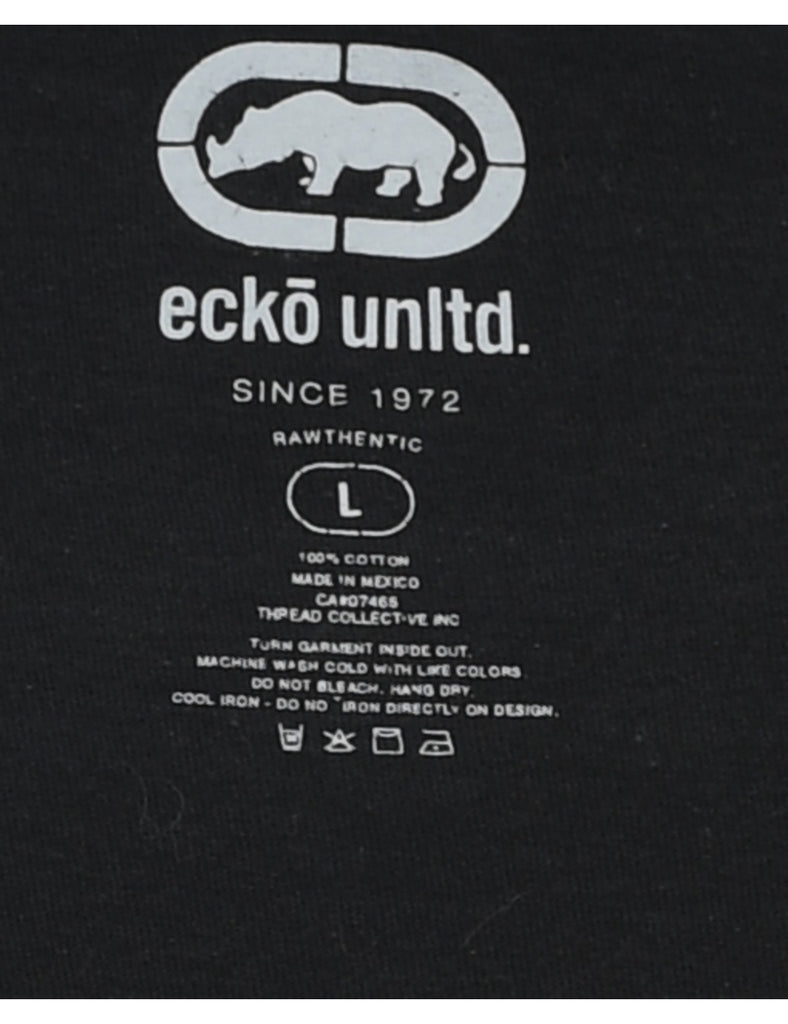 eckō unltd.
SINCE 1972
RAWTHENTIC
L
100% COTTON
MADE IN MEXICO
CA#07465
THREAD COLLECTIVE INC
TURN GARMENT INSIDE OUT.
MACHINE WASH COLD WITH LIKE COLORS
DO NOT BLEACH. HANG DRY.
COOL IRON - DO NOT IRON DIRECTLY ON DESIGN.